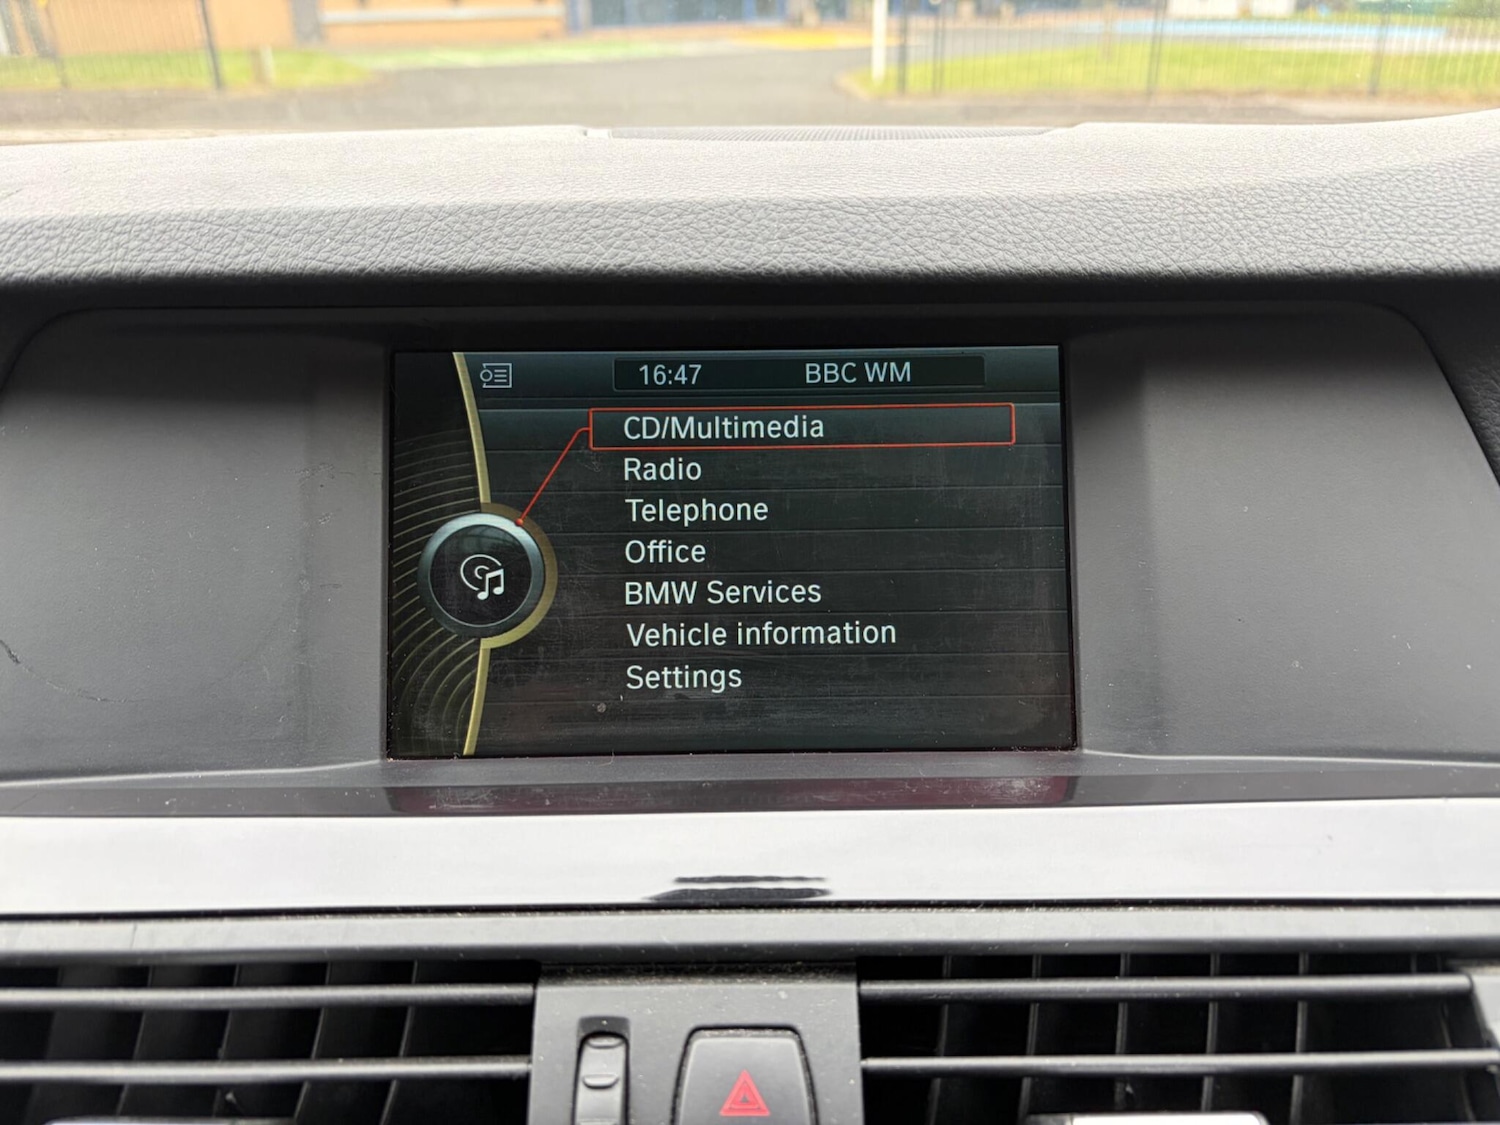 16:47 BBC WM
CD/Multimedia
Radio
Telephone
Office
BMW Services
Vehicle information
Settings